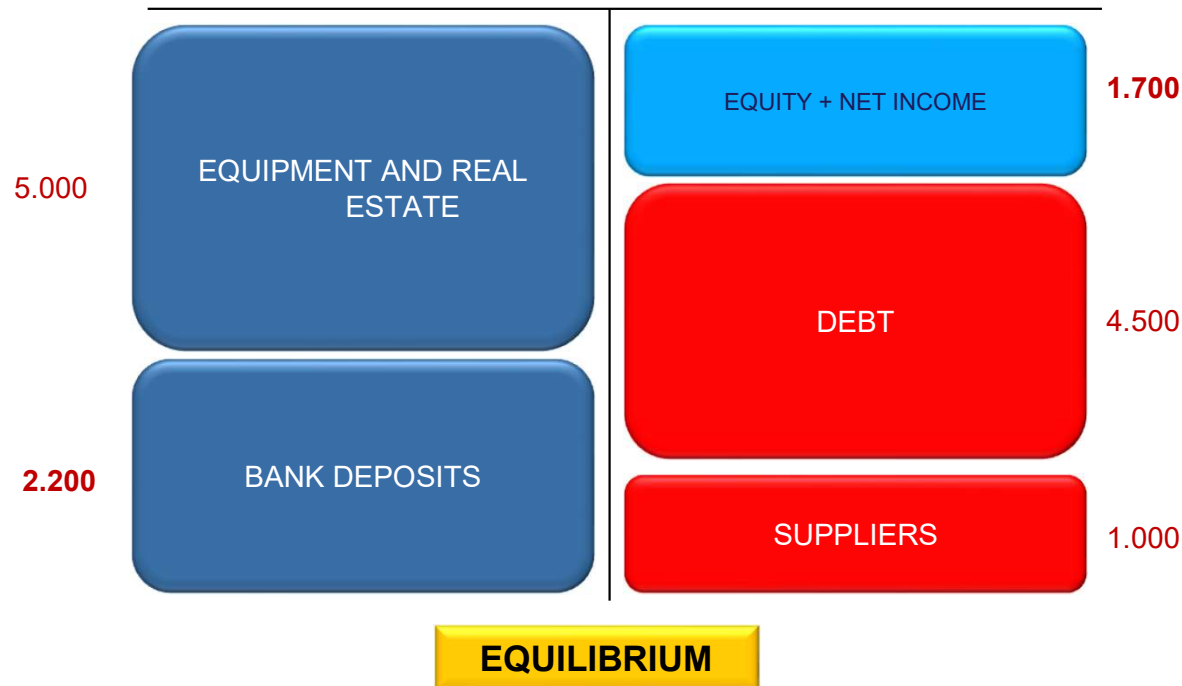 5.000
EQUIPMENT AND REAL
ESTATE
2.200
BANK DEPOSITS
EQUITY + NET INCOME
1.700
DEBT
4.500
SUPPLIERS
1.000
EQUILIBRIUM